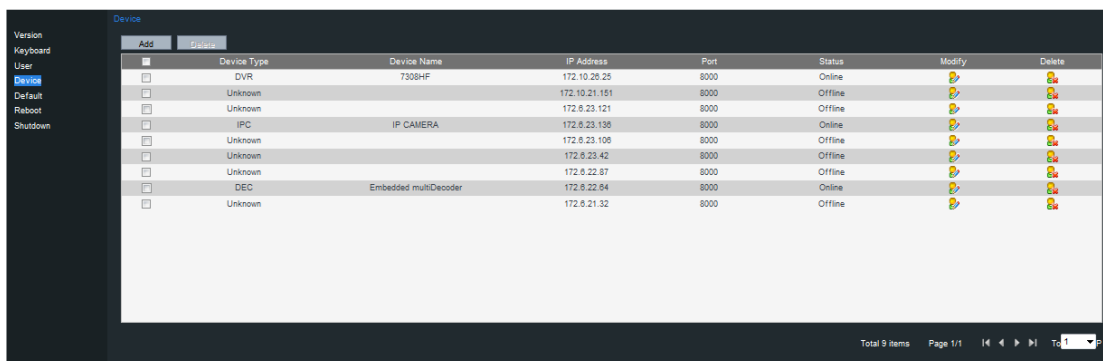 Device
Version
Keyboard
User
Device
Default
Reboot
Shutdown
Add Delete
Device Type Device Name IP Address Port Status Modify Delete
DVR 7308HF 172.10.26.25 8000 Online
Unknown 172.10.21.151 8000 Offline
Unknown 172.6.23.121 8000 Offline
IPC IP CAMERA 172.6.23.136 8000 Online
Unknown 172.6.23.106 8000 Offline
Unknown 172.6.23.42 8000 Offline
Unknown 172.6.22.87 8000 Offline
DEC Embedded multiDecoder 172.6.22.64 8000 Online
Unknown 172.6.21.32 8000 Offline
Total 9 items Page 1/1 To 1 P